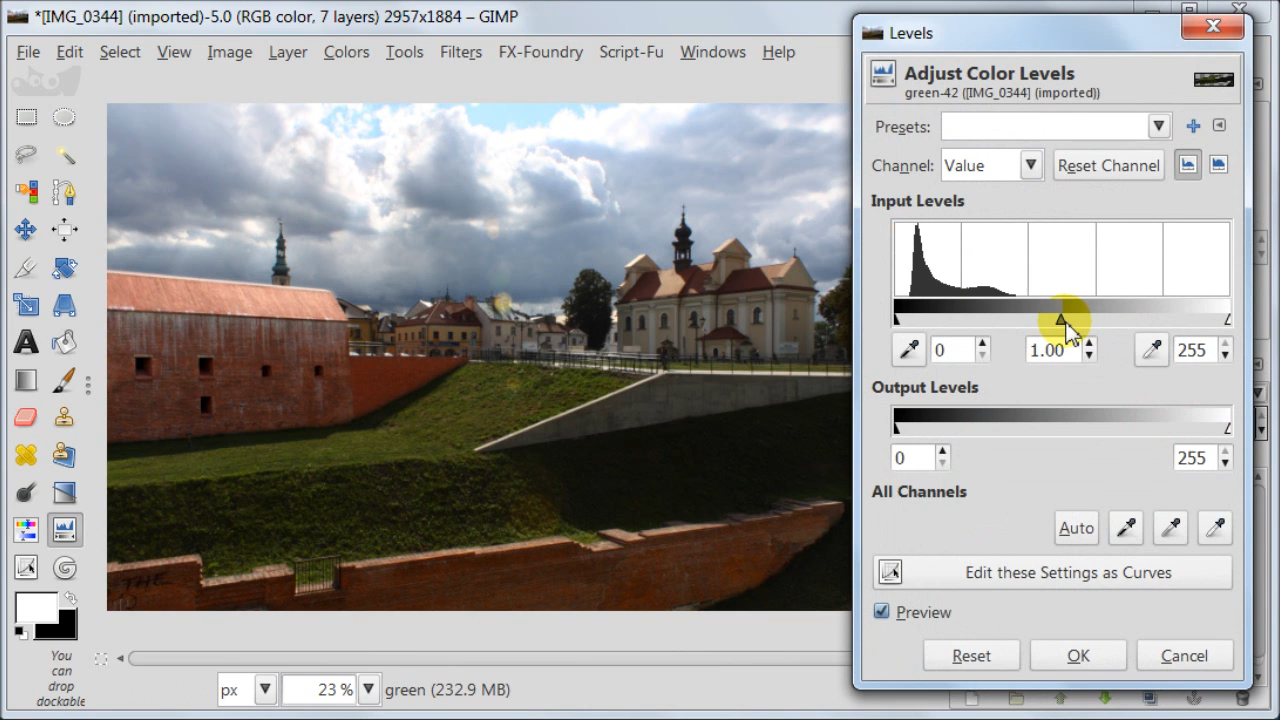 *[IMG_0344] (imported)-5.0 (RGB color, 7 layers) 2957x1884 – GIMP
File Edit Select View Image Layer Colors Tools Filters FX-Foundry Script-Fu Windows Help
Levels
Adjust Color Levels
green-42 ([IMG_0344] (imported))
Presets:
Channel: Value Reset Channel
Input Levels
0 1.00 255
Output Levels
0 255
All Channels
Auto
Edit these Settings as Curves
Preview
Reset OK Cancel
THE
You
can
drop
dockable
px 23 % green (232.9 MB)